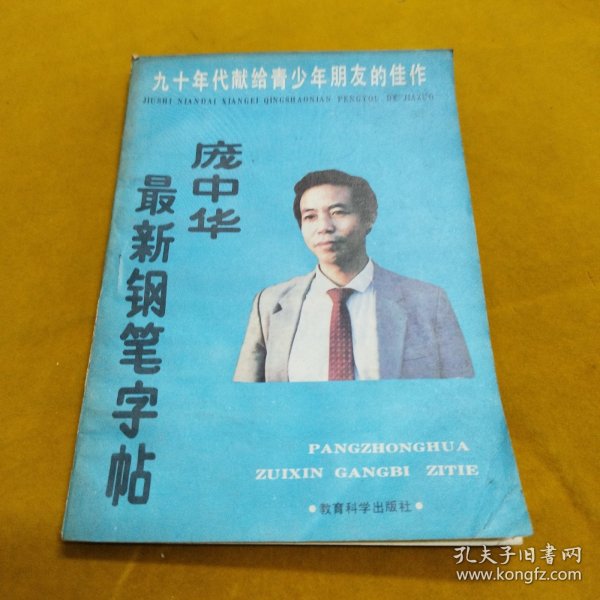 九十年代献给青少年朋友的佳作
JIUSHI NIANDAI XIANGEI QINGSHAONIAN PENGYOU DE JIAZUO
庞中华
最新钢笔字帖
PANGZHONGHUA
ZUIXIN GANGBI ZITIE
•教育科学出版社•
孔夫子旧书网
www.kongfz.com